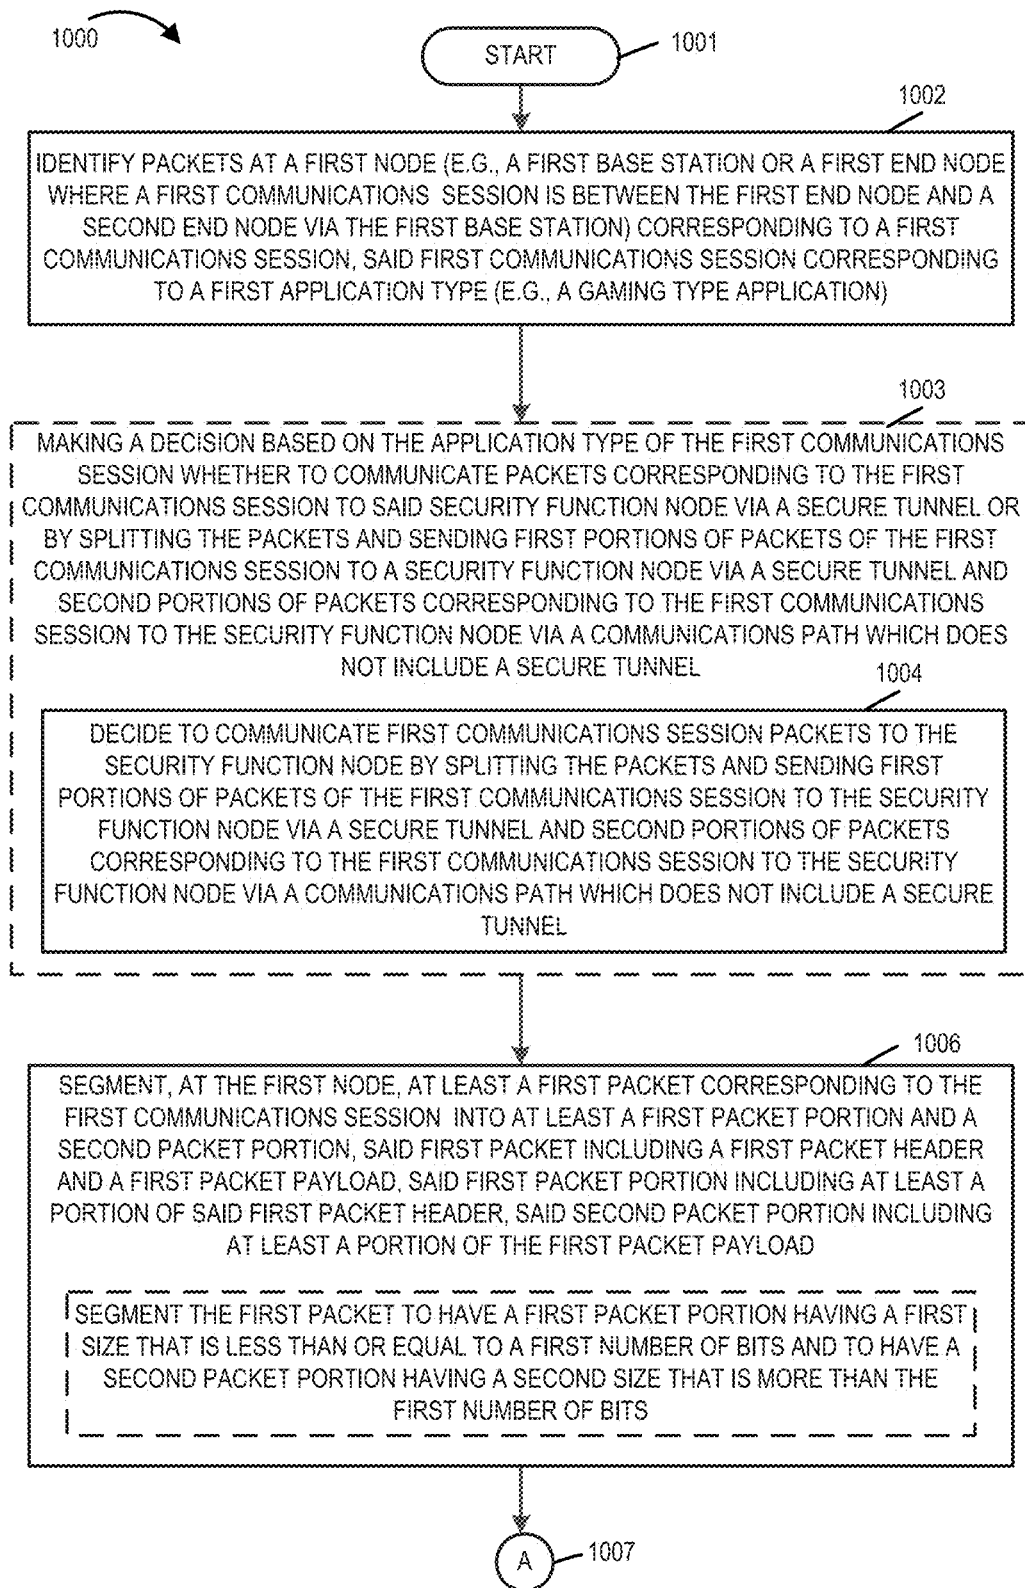 1000
START
1001
1002
IDENTIFY PACKETS AT A FIRST NODE (E.G., A FIRST BASE STATION OR A FIRST END NODE
WHERE A FIRST COMMUNICATIONS SESSION IS BETWEEN THE FIRST END NODE AND A
SECOND END NODE VIA THE FIRST BASE STATION) CORRESPONDING TO A FIRST
COMMUNICATIONS SESSION, SAID FIRST COMMUNICATIONS SESSION CORRESPONDING
TO A FIRST APPLICATION TYPE (E.G., A GAMING TYPE APPLICATION)
1003
MAKING A DECISION BASED ON THE APPLICATION TYPE OF THE FIRST COMMUNICATIONS
SESSION WHETHER TO COMMUNICATE PACKETS CORRESPONDING TO THE FIRST
COMMUNICATIONS SESSION TO SAID SECURITY FUNCTION NODE VIA A SECURE TUNNEL OR
BY SPLITTING THE PACKETS AND SENDING FIRST PORTIONS OF PACKETS OF THE FIRST
COMMUNICATIONS SESSION TO A SECURITY FUNCTION NODE VIA A SECURE TUNNEL AND
SECOND PORTIONS OF PACKETS CORRESPONDING TO THE FIRST COMMUNICATIONS
SESSION TO THE SECURITY FUNCTION NODE VIA A COMMUNICATIONS PATH WHICH DOES
NOT INCLUDE A SECURE TUNNEL
1004
DECIDE TO COMMUNICATE FIRST COMMUNICATIONS SESSION PACKETS TO THE
SECURITY FUNCTION NODE BY SPLITTING THE PACKETS AND SENDING FIRST
PORTIONS OF PACKETS OF THE FIRST COMMUNICATIONS SESSION TO THE SECURITY
FUNCTION NODE VIA A SECURE TUNNEL AND SECOND PORTIONS OF PACKETS
CORRESPONDING TO THE FIRST COMMUNICATIONS SESSION TO THE SECURITY
FUNCTION NODE VIA A COMMUNICATIONS PATH WHICH DOES NOT INCLUDE A SECURE
TUNNEL
1006
SEGMENT, AT THE FIRST NODE, AT LEAST A FIRST PACKET CORRESPONDING TO THE
FIRST COMMUNICATIONS SESSION INTO AT LEAST A FIRST PACKET PORTION AND A
SECOND PACKET PORTION, SAID FIRST PACKET INCLUDING A FIRST PACKET HEADER
AND A FIRST PACKET PAYLOAD, SAID FIRST PACKET PORTION INCLUDING AT LEAST A
PORTION OF SAID FIRST PACKET HEADER, SAID SECOND PACKET PORTION INCLUDING
AT LEAST A PORTION OF THE FIRST PACKET PAYLOAD
SEGMENT THE FIRST PACKET TO HAVE A FIRST PACKET PORTION HAVING A FIRST
SIZE THAT IS LESS THAN OR EQUAL TO A FIRST NUMBER OF BITS AND TO HAVE A
SECOND PACKET PORTION HAVING A SECOND SIZE THAT IS MORE THAN THE
FIRST NUMBER OF BITS
A
1007